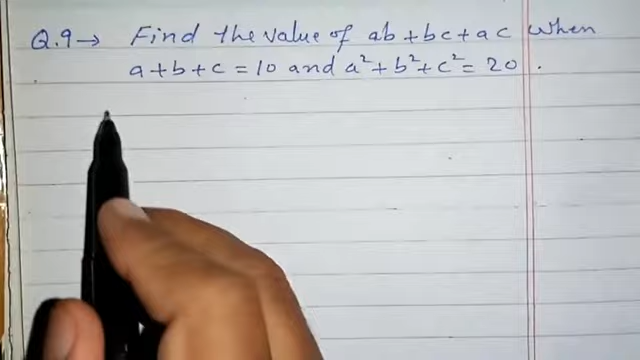 Q.9→ Find the value of ab+bc+ac when
a+b+c=10 and a²+b²+c²= 20.